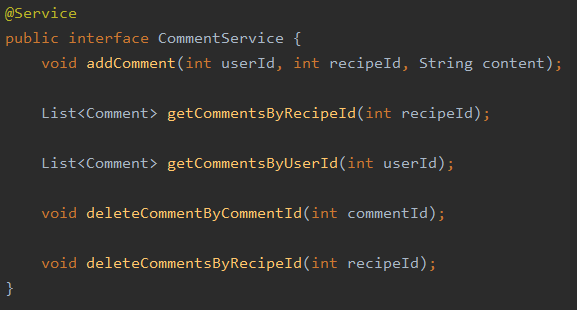 @Service
public interface CommentService {
    void addComment(int userId, int recipeId, String content);
    List<Comment> getCommentsByRecipeId(int recipeId);
    List<Comment> getCommentsByUserId(int userId);
    void deleteCommentByCommentId(int commentId);
    void deleteCommentsByRecipeId(int recipeId);
}